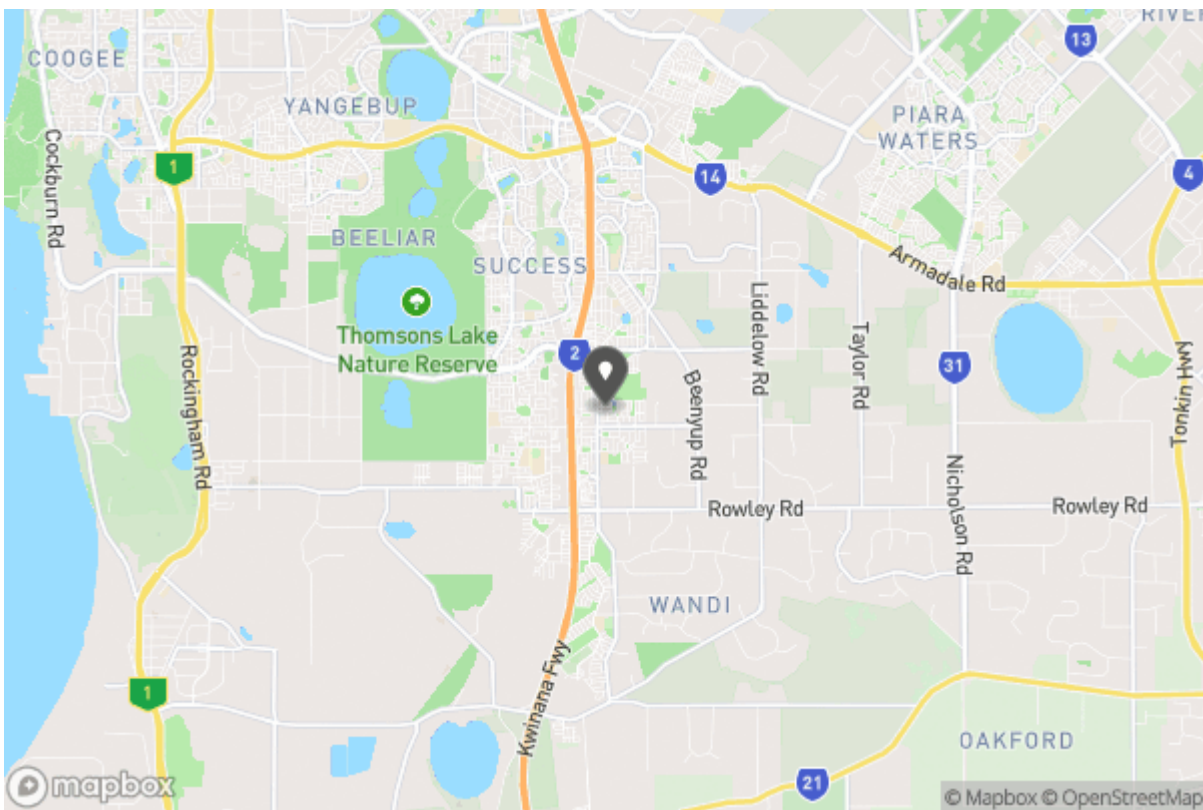 RIVER
13
COOGEE
YANGEBUP
PIARA
WATERS
1
14
4
Cockburn Rd
BEELIAR
SUCCESS
Armadale Rd
Thomsons Lake
Nature Reserve
2
Liddelow Rd
Taylor Rd
31
Tonkin Hwy
Rockingham Rd
Beenyup Rd
Nicholson Rd
Rowley Rd
Rowley Rd
WANDI
Kwinana Fwy
1
OAKFORD
21
mapbox
© Mapbox © OpenStreetMap